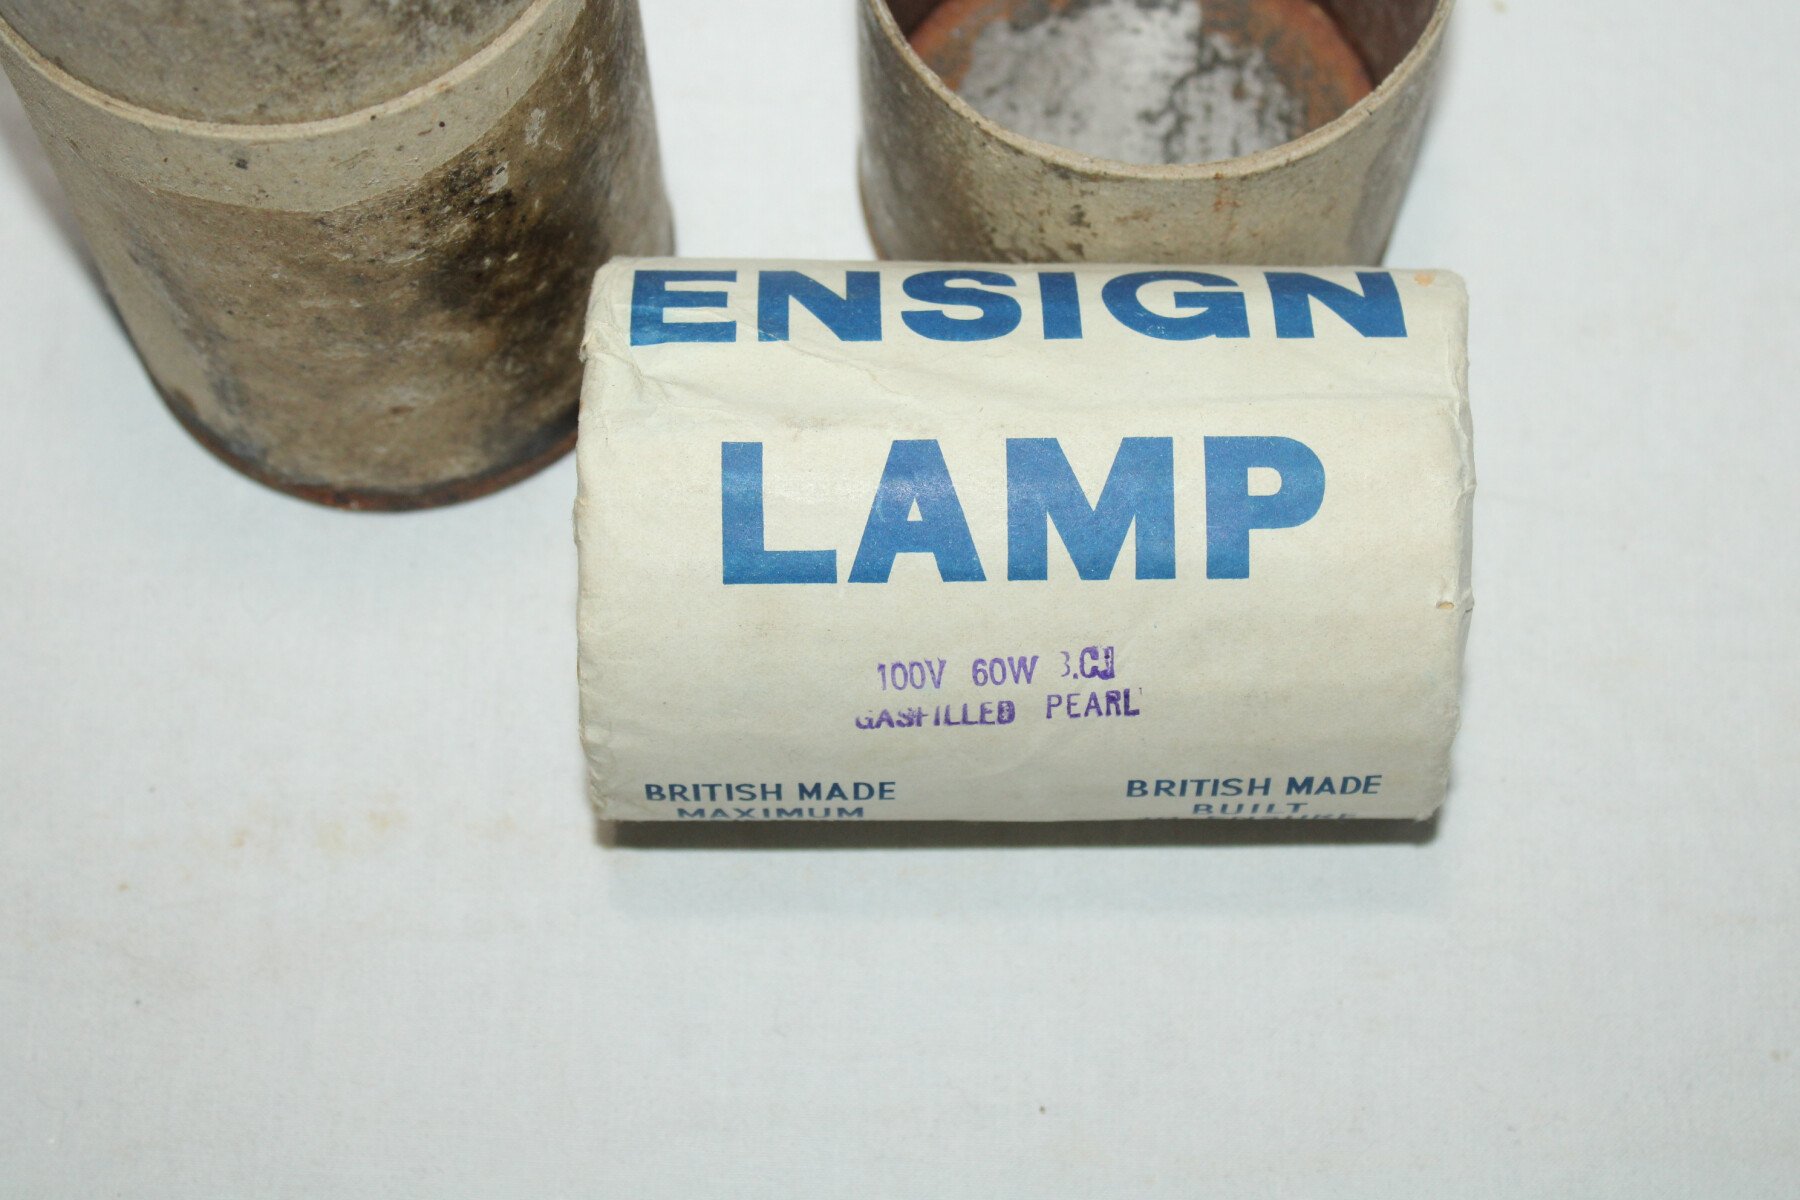 ENSIGN
LAMP
100V 60W
GASFILLED PEARL
BRITISH MADE
MAXIMUM
BRITISH MADE
BUILT